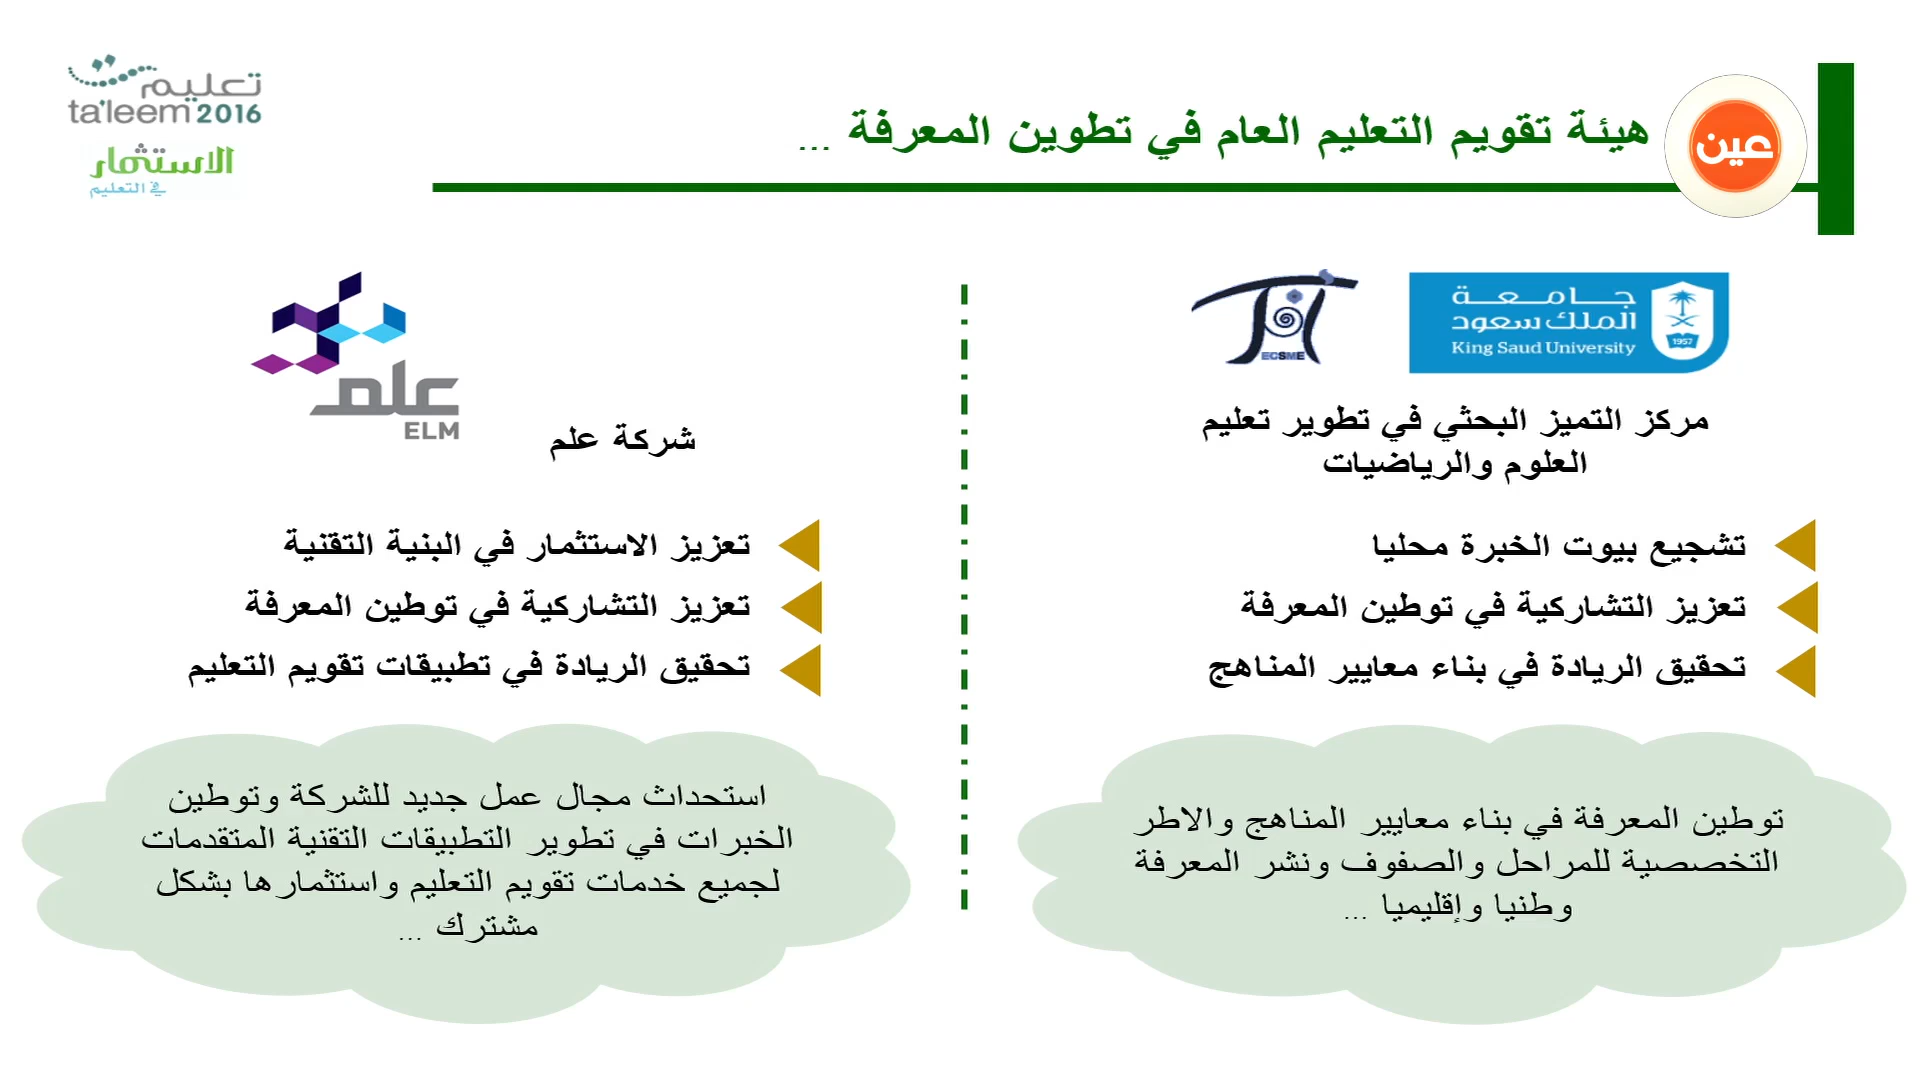 تعليم
ta'leem 2016
الاستثمار
في التعليم
هيئة تقويم التعليم العام في تطوين المعرفة ...
عين
ECSME
جامعة
الملك سعود
King Saud University
1957
مركز التميز البحثي في تطوير تعليم
العلوم والرياضيات
تشجيع بيوت الخبرة محليا
تعزيز التشاركية في توطين المعرفة
تحقيق الريادة في بناء معايير المناهج
توطين المعرفة في بناء معايير المناهج والاطر
التخصصية للمراحل والصفوف ونشر المعرفة
وطنيا وإقليميا ...
علم
ELM
شركة علم
تعزيز الاستثمار في البنية التقنية
تعزيز التشاركية في توطين المعرفة
تحقيق الريادة في تطبيقات تقويم التعليم
استحداث مجال عمل جديد للشركة وتوطين
الخبرات في تطوير التطبيقات التقنية المتقدمات
لجميع خدمات تقويم التعليم واستثمارها بشكل
مشترك ...